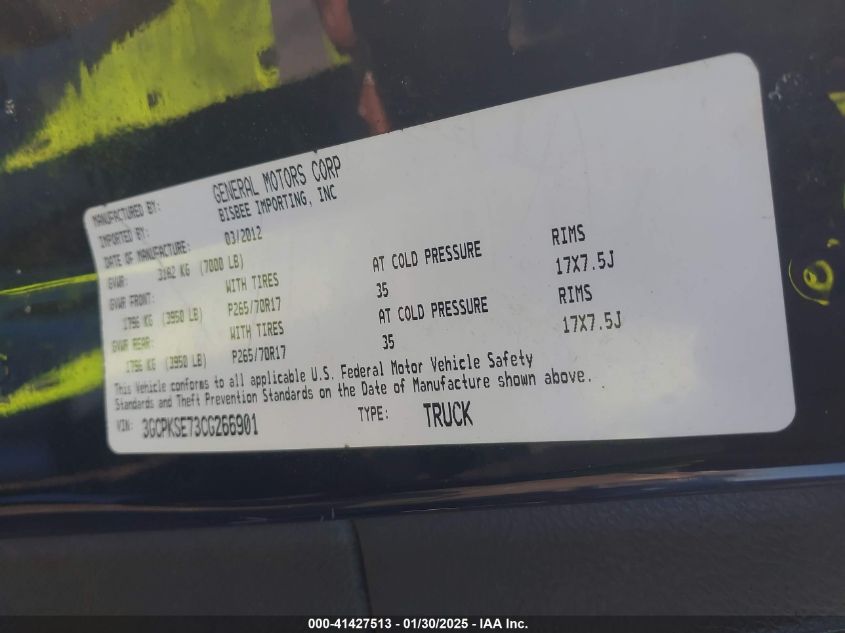 MANUFACTURED BY: GENERAL MOTORS CORP
IMPORTED BY: BISBEE IMPORTING, INC
DATE OF MANUFACTURE: 03/2012
GVWR: 3182 KG (7000 LB)
GVWR FRONT: WITH TIRES AT COLD PRESSURE RIMS
1796 KG (3950 LB) P265/70R17 35 17X7.5J
GVWR REAR: WITH TIRES AT COLD PRESSURE RIMS
1796 KG (3950 LB) P265/70R17 35 17X7.5J
This Vehicle conforms to all applicable U.S. Federal Motor Vehicle Safety
Standards and Theft Prevention Standards on the Date of Manufacture shown above.
VIN: 3GCPKSE73CG266901 TYPE: TRUCK
000-41427513 - 01/30/2025 - IAA Inc.